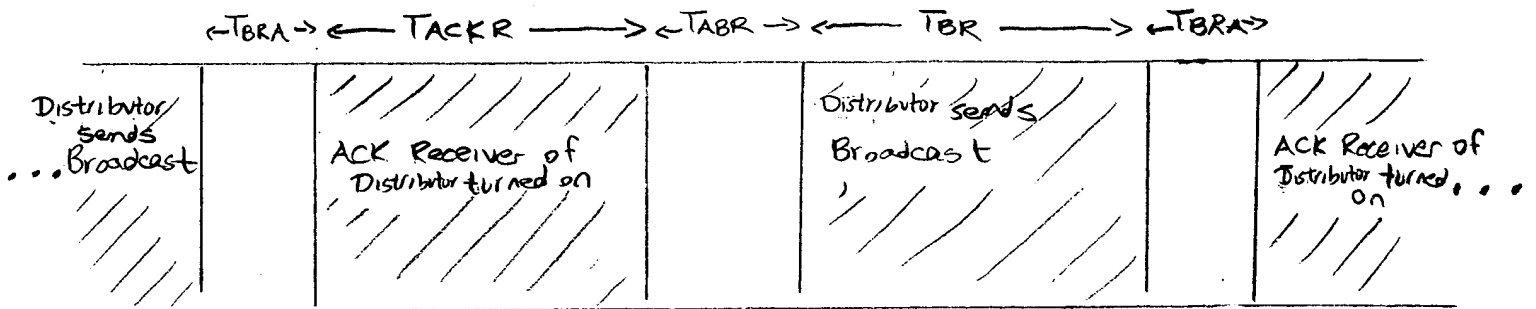 TBRA TACKR TABR TBR TBRA
Distributor
sends
...Broadcast
ACK Receiver of
Distributor turned on
Distributor sends
Broadcast
ACK Receiver of
Distributor turned...
on